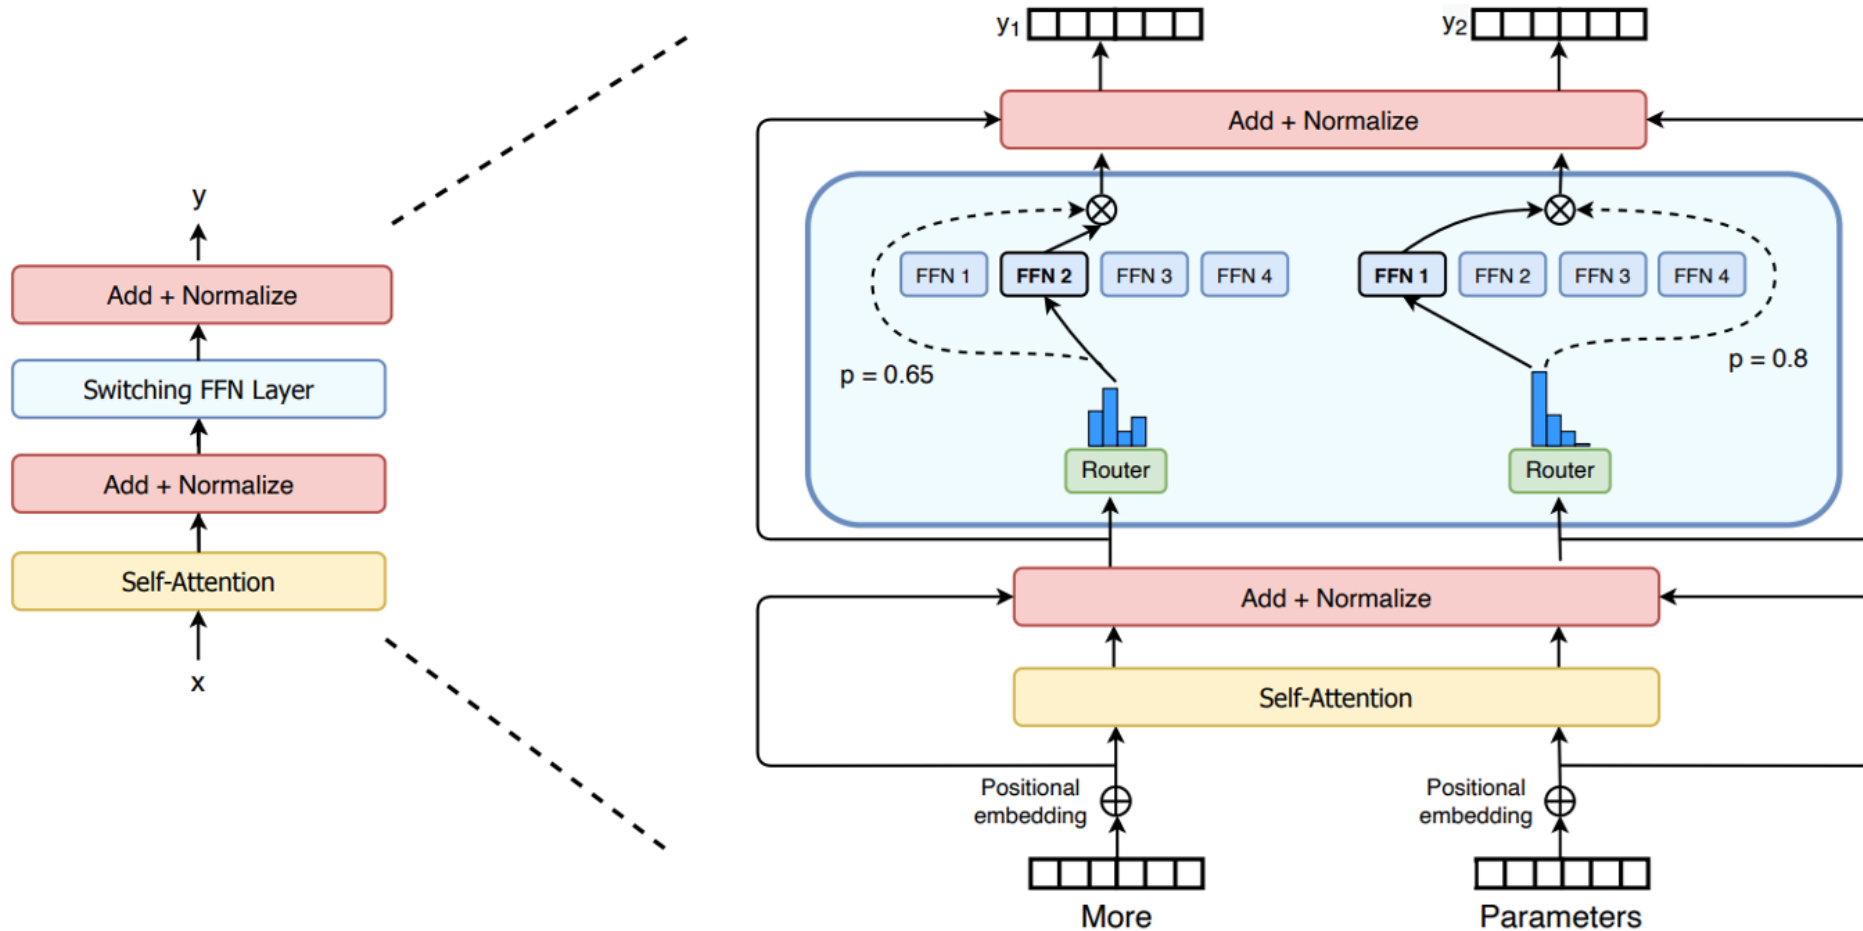 y
Add + Normalize
Switching FFN Layer
Add + Normalize
Self-Attention
x
y1
y2
Add + Normalize
FFN 1 FFN 2 FFN 3 FFN 4
FFN 1 FFN 2 FFN 3 FFN 4
p = 0.65
p = 0.8
Router
Router
Add + Normalize
Self-Attention
Positional
embedding
Positional
embedding
More
Parameters